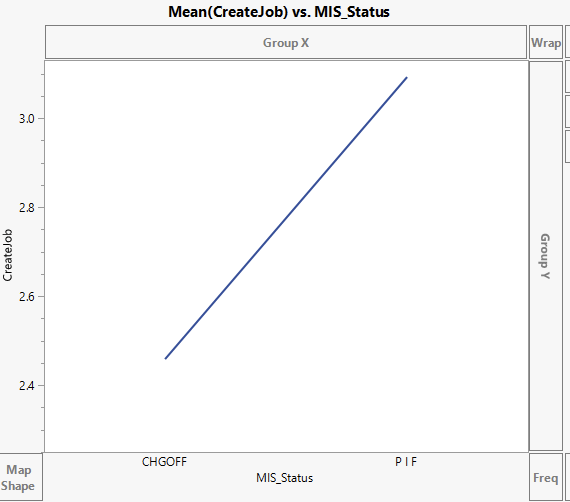 Mean(CreateJob) vs. MIS_Status
Group X
Wrap
3.0
2.8
2.6
2.4
CreateJob
Group Y
CHGOFF
P I F
MIS_Status
Map
Shape
Freq